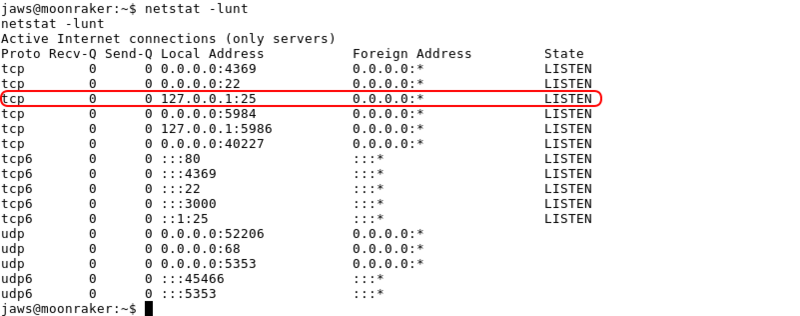 jaws@moonraker:~$ netstat -lunt
netstat -lunt
Active Internet connections (only servers)
Proto Recv-Q Send-Q Local Address           Foreign Address         State
tcp        0      0 0.0.0.0:4369            0.0.0.0:*               LISTEN
tcp        0      0 0.0.0.0:22              0.0.0.0:*               LISTEN
tcp        0      0 127.0.0.1:25            0.0.0.0:*               LISTEN
tcp        0      0 0.0.0.0:5984            0.0.0.0:*               LISTEN
tcp        0      0 127.0.0.1:5986          0.0.0.0:*               LISTEN
tcp        0      0 0.0.0.0:40227           0.0.0.0:*               LISTEN
tcp6       0      0 :::80                   :::*                    LISTEN
tcp6       0      0 :::4369                 :::*                    LISTEN
tcp6       0      0 :::22                   :::*                    LISTEN
tcp6       0      0 :::3000                 :::*                    LISTEN
tcp6       0      0 ::1:25                  :::*                    LISTEN
udp        0      0 0.0.0.0:52206           0.0.0.0:*
udp        0      0 0.0.0.0:68              0.0.0.0:*
udp        0      0 0.0.0.0:5353            0.0.0.0:*
udp6       0      0 :::45466                :::*
udp6       0      0 :::5353                 :::*
jaws@moonraker:~$